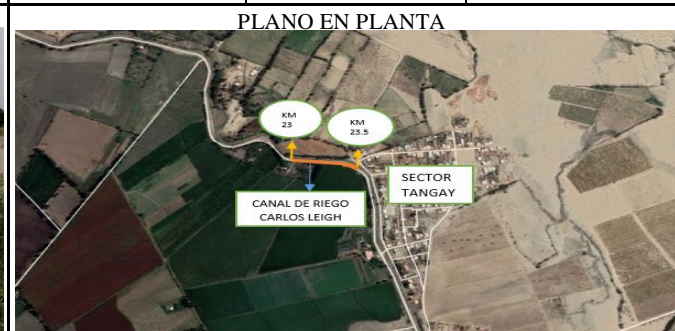 PLANO EN PLANTA
KM
23
KM
23.5
SECTOR
TANGAY
CANAL DE RIEGO
CARLOS LEIGH